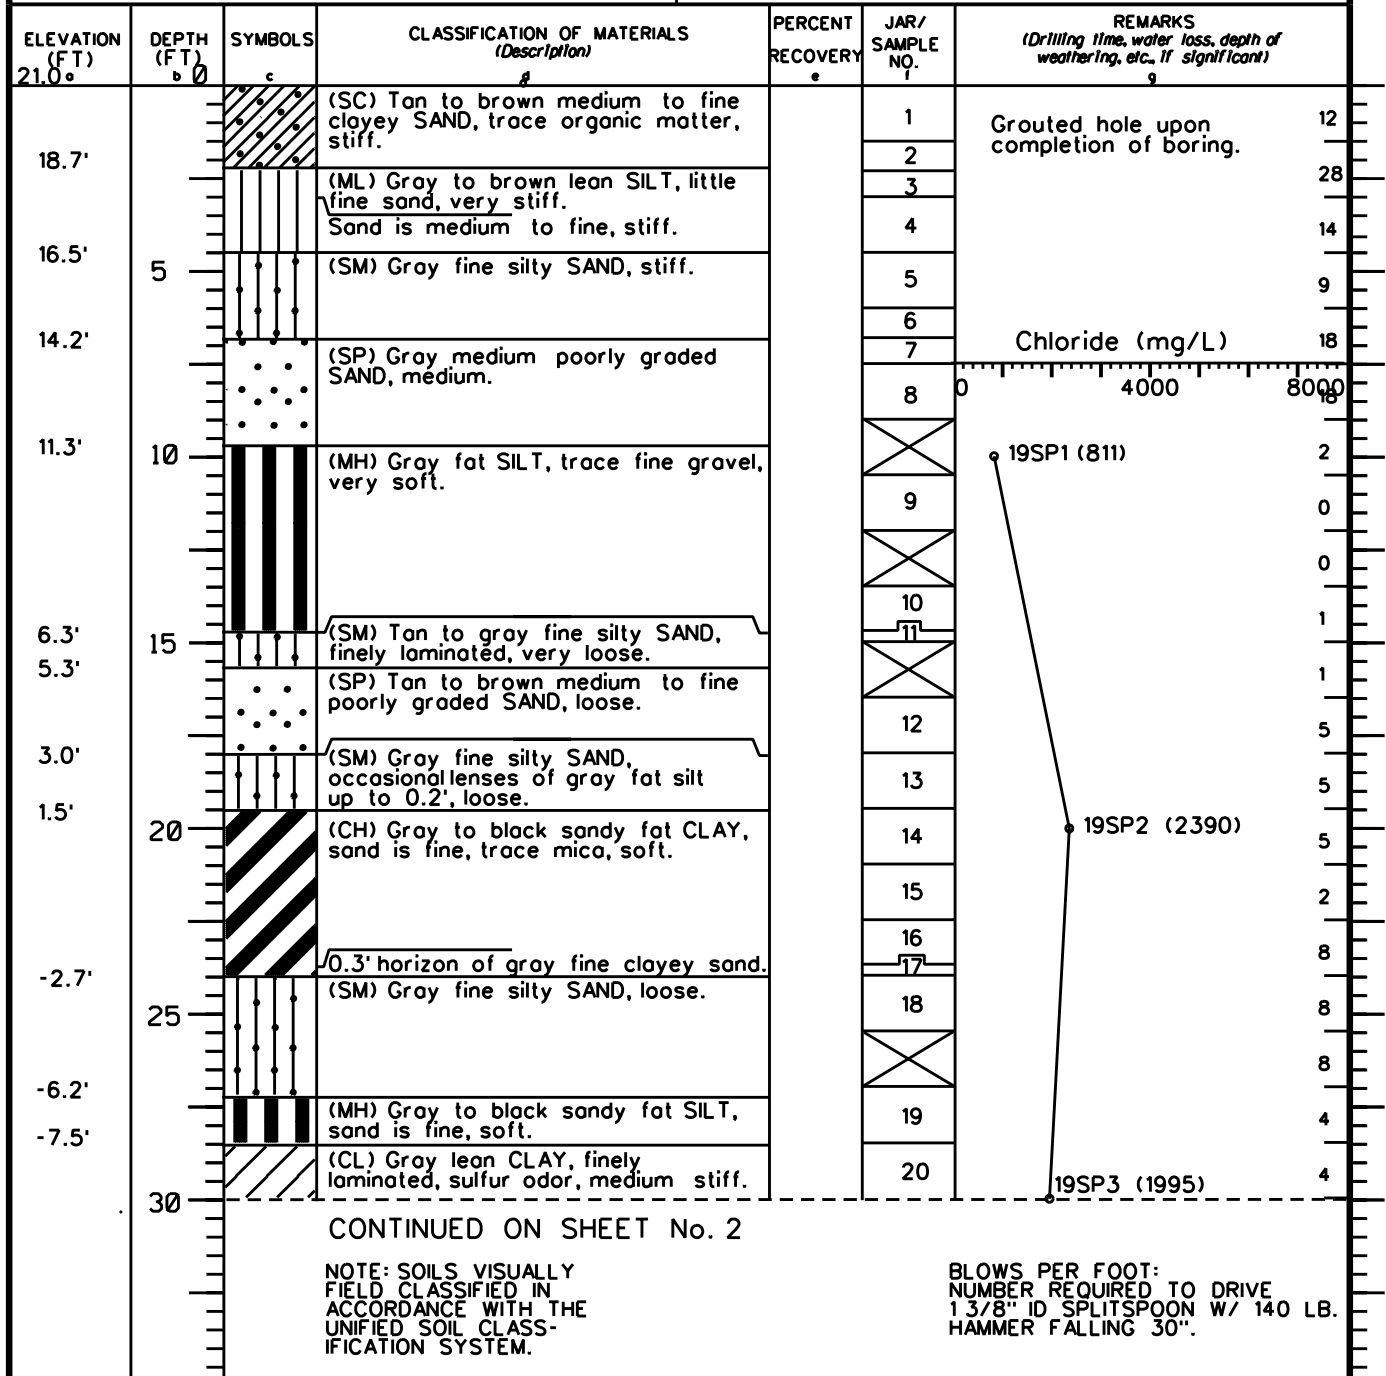 ELEVATION
(FT)
21.0 a
DEPTH
(FT)
b 0
SYMBOLS
c
CLASSIFICATION OF MATERIALS
(Description)
d
PERCENT
RECOVERY
e
JAR/
SAMPLE
NO.
f
REMARKS
(Drilling time, water loss, depth of
weathering, etc., if significant)
g
(SC) Tan to brown medium to fine
clayey SAND, trace organic matter,
stiff.
1
Grouted hole upon
completion of boring.
12
18.7'
2
(ML) Gray to brown lean SILT, little
fine sand, very stiff.
3
28
Sand is medium to fine, stiff.
4
14
16.5'
5
(SM) Gray fine silty SAND, stiff.
5
9
6
14.2'
(SP) Gray medium poorly graded
SAND, medium.
7
Chloride (mg/L)
18
8
0 4000 8000
18
11.3'
10
(MH) Gray fat SILT, trace fine gravel,
very soft.
19SP1 (811)
2
9
0
0
10
1
6.3'
15
(SM) Tan to gray fine silty SAND,
finely laminated, very loose.
11
5.3'
(SP) Tan to brown medium to fine
poorly graded SAND, loose.
1
12
5
3.0'
(SM) Gray fine silty SAND,
occasional lenses of gray fat silt
up to 0.2', loose.
13
5
1.5'
20
(CH) Gray to black sandy fat CLAY,
sand is fine, trace mica, soft.
14
19SP2 (2390)
5
15
2
16
8
0.3' horizon of gray fine clayey sand.
17
-2.7'
(SM) Gray fine silty SAND, loose.
18
8
25
8
-6.2'
(MH) Gray to black sandy fat SILT,
sand is fine, soft.
19
4
-7.5'
(CL) Gray lean CLAY, finely
laminated, sulfur odor, medium stiff.
20
4
19SP3 (1995)
30
CONTINUED ON SHEET No. 2
NOTE: SOILS VISUALLY
FIELD CLASSIFIED IN
ACCORDANCE WITH THE
UNIFIED SOIL CLASS-
IFICATION SYSTEM.
BLOWS PER FOOT:
NUMBER REQUIRED TO DRIVE
1 3/8" ID SPLITSPOON W/ 140 LB.
HAMMER FALLING 30".